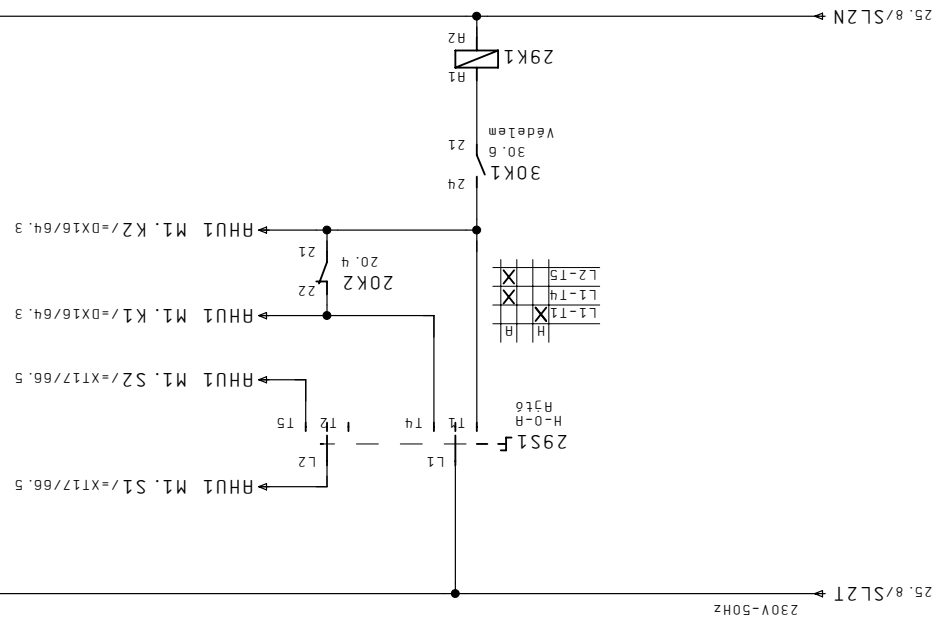 230V-50Hz
25.8/SL2T
AHU1 M1.S1/=XT17/66.5
L1
L2
29S1
H-0-A
Ajtó
T1
T4
T2
T5
AHU1 M1.S2/=XT17/66.5
H A
L1-T1 X
L1-T4 X
L2-T5 X
AHU1 M1.K1/=DX16/64.3
20K2
20.4
22
21
AHU1 M1.K2/=DX16/64.3
30K1
30.6
Védelem
24
21
29K1
A1
A2
25.8/SL2N